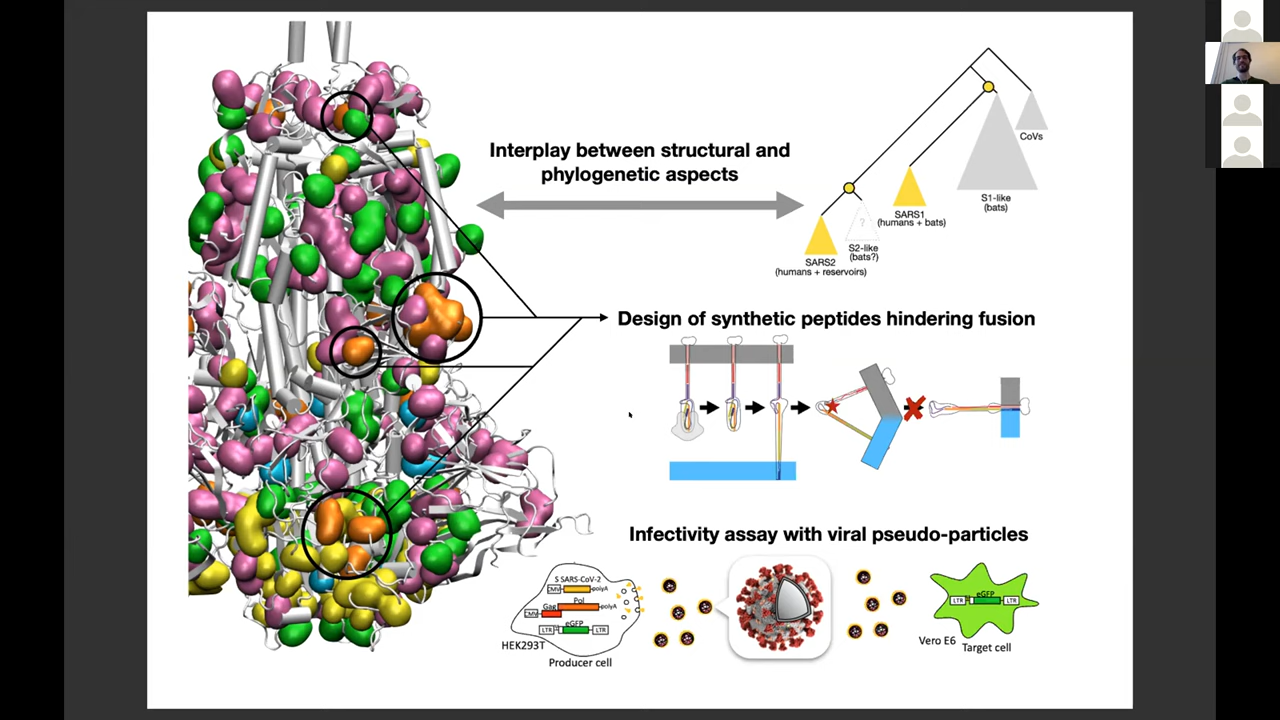 Interplay between structural and
phylogenetic aspects
CoVs
S1-like
(bats)
SARS1
(humans + bats)
?
S2-like
(bats?)
SARS2
(humans + reservoirs)
Design of synthetic peptides hindering fusion
Infectivity assay with viral pseudo-particles
S SARS-CoV-2
CMV
polyA
Pol
Gag
polyA
CMV
eGFP
LTR
LTR
HEK293T
Producer cell
eGFP
LTR
LTR
Vero E6
Target cell